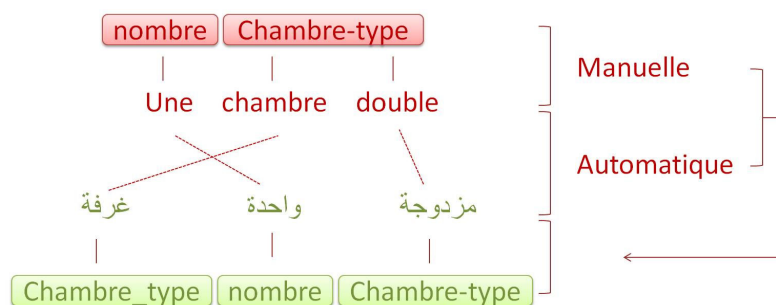 nombre Chambre-type
Manuelle
Une chambre double
Automatique
غرفة واحدة مزدوجة
Chambre_type nombre Chambre-type